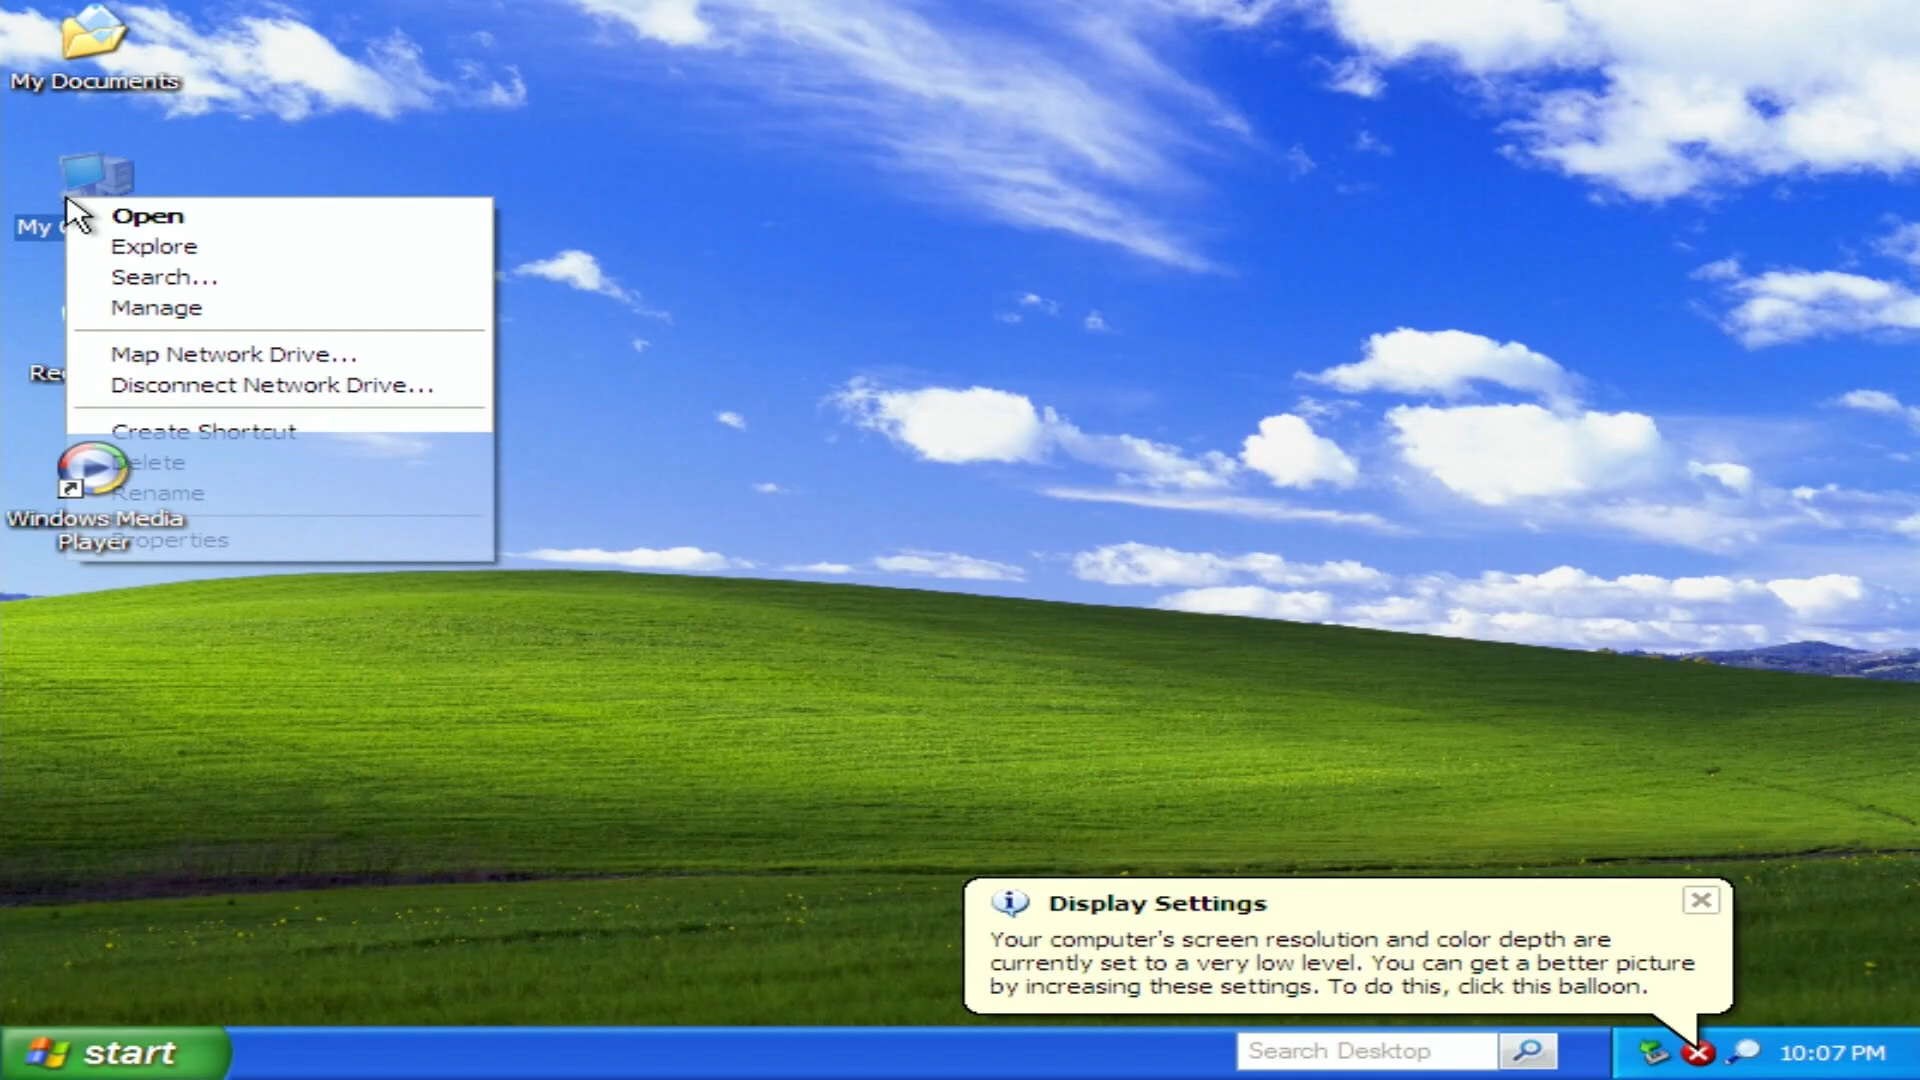 My Documents
My
Open
Explore
Search...
Manage
Map Network Drive...
Disconnect Network Drive...
Create Shortcut
Delete
Rename
Properties
Windows Media
Player
Display Settings
Your computer's screen resolution and color depth are
currently set to a very low level. You can get a better picture
by increasing these settings. To do this, click this balloon.
start
Search Desktop
10:07 PM